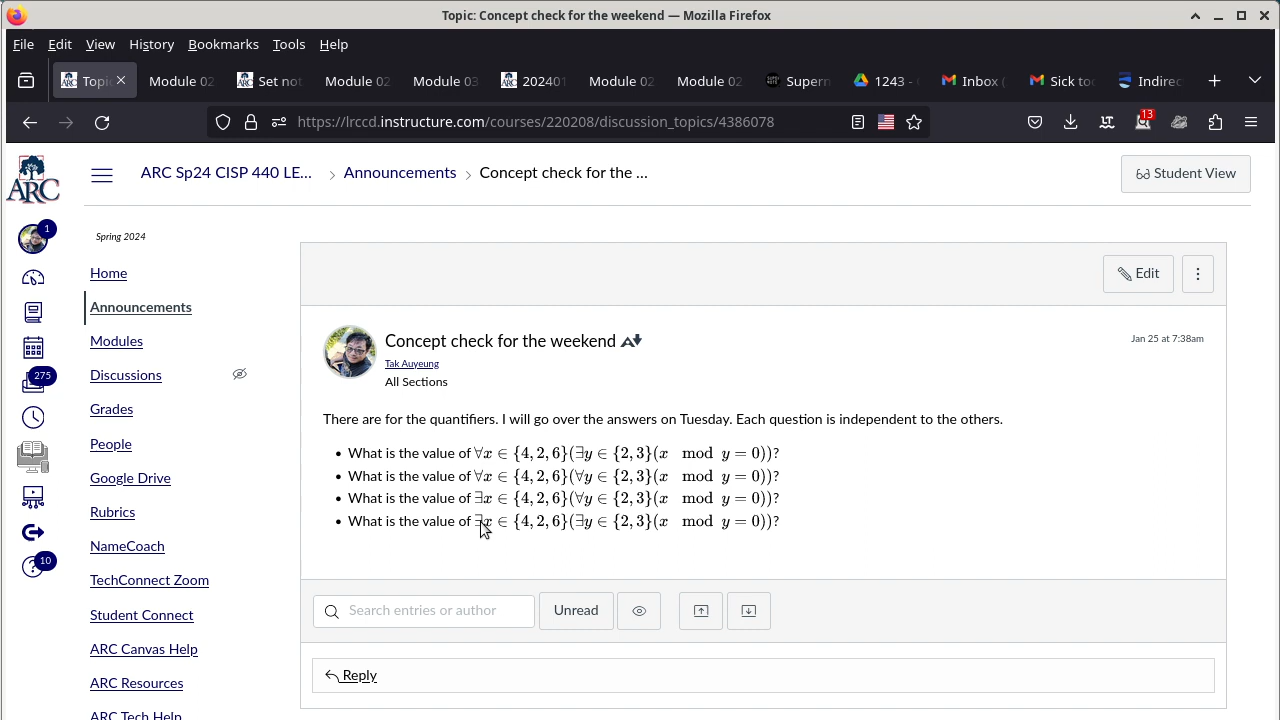 Topic: Concept check for the weekend — Mozilla Firefox
File Edit View History Bookmarks Tools Help
Topi Module 02 Set not Module 02 Module 03 202401 Module 02 Module 02 Supern 1243 - Inbox ( Sick to Indirec
https://lrccd.instructure.com/courses/220208/discussion_topics/4386078
13
ARC
ARC Sp24 CISP 440 LE... › Announcements › Concept check for the ...
Student View
1
Spring 2024
Home
Announcements
Modules
Discussions
275
Grades
People
Google Drive
Rubrics
NameCoach
10
TechConnect Zoom
Student Connect
ARC Canvas Help
ARC Resources
ARC Tech Help
Edit
Concept check for the weekend
Jan 25 at 7:38am
Tak Auyeung
All Sections
There are for the quantifiers. I will go over the answers on Tuesday. Each question is independent to the others.
• What is the value of ∀x ∈ {4, 2, 6}(∃y ∈ {2, 3}(x mod y = 0))?
• What is the value of ∀x ∈ {4, 2, 6}(∀y ∈ {2, 3}(x mod y = 0))?
• What is the value of ∃x ∈ {4, 2, 6}(∀y ∈ {2, 3}(x mod y = 0))?
• What is the value of ∃x ∈ {4, 2, 6}(∃y ∈ {2, 3}(x mod y = 0))?
Search entries or author
Unread
Reply